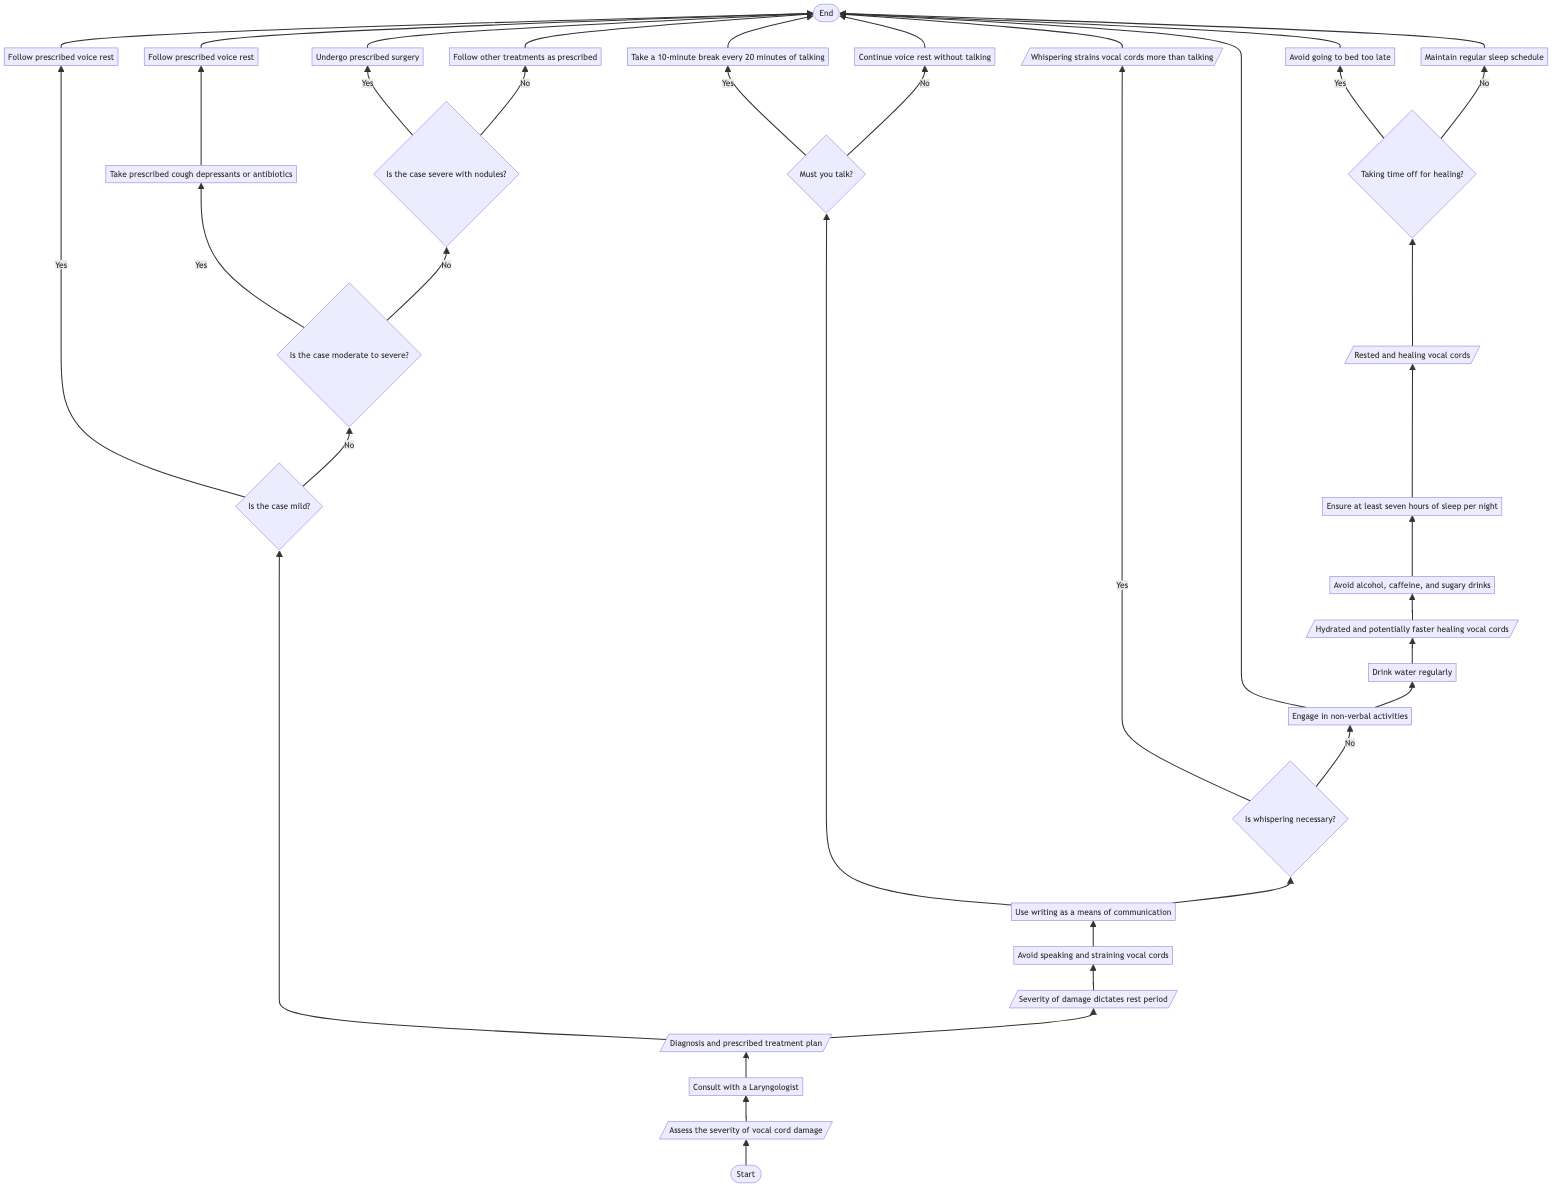 End
Follow prescribed voice rest
Follow prescribed voice rest
Undergo prescribed surgery
Follow other treatments as prescribed
Take a 10-minute break every 20 minutes of talking
Continue voice rest without talking
Whispering strains vocal cords more than talking
Avoid going to bed too late
Maintain regular sleep schedule
Yes
No
Yes
No
Yes
No
Take prescribed cough depressants or antibiotics
Is the case severe with nodules?
Must you talk?
Taking time off for healing?
Yes
Yes
No
Is the case moderate to severe?
Rested and healing vocal cords
No
Is the case mild?
Ensure at least seven hours of sleep per night
Yes
Avoid alcohol, caffeine, and sugary drinks
Hydrated and potentially faster healing vocal cords
Drink water regularly
Engage in non-verbal activities
No
Is whispering necessary?
Use writing as a means of communication
Avoid speaking and straining vocal cords
Severity of damage dictates rest period
Diagnosis and prescribed treatment plan
Consult with a Laryngologist
Assess the severity of vocal cord damage
Start